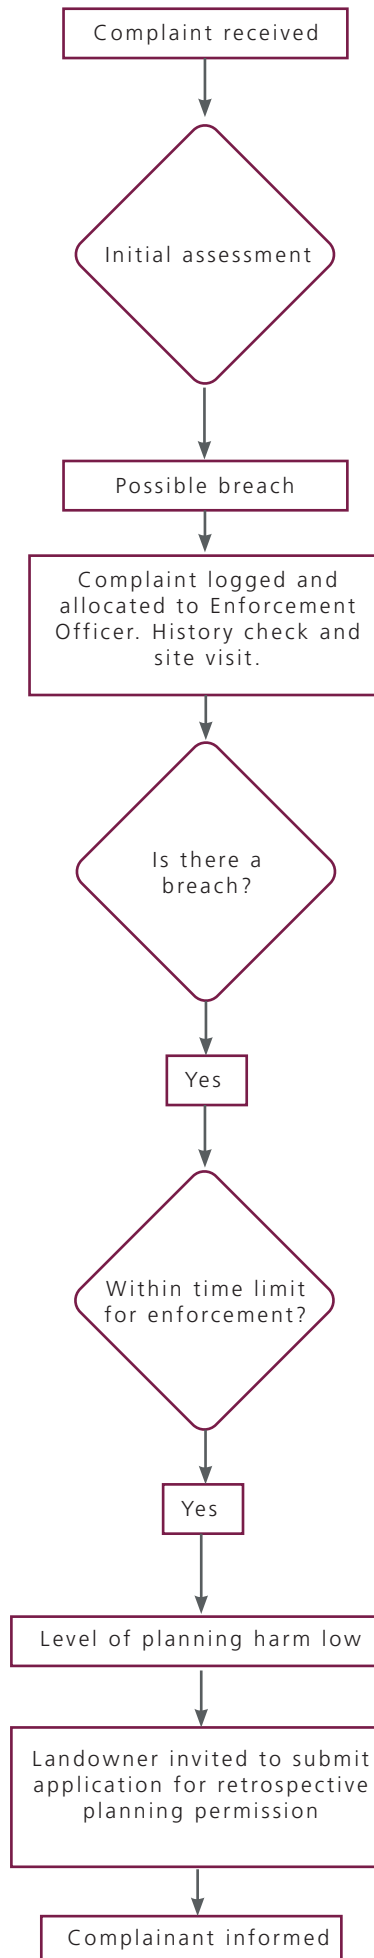 Complaint received
Initial assessment
Possible breach
Complaint logged and
allocated to Enforcement
Officer. History check and
site visit.
Is there a
breach?
Yes
Within time limit
for enforcement?
Yes
Level of planning harm low
Landowner invited to submit
application for retrospective
planning permission
Complainant informed